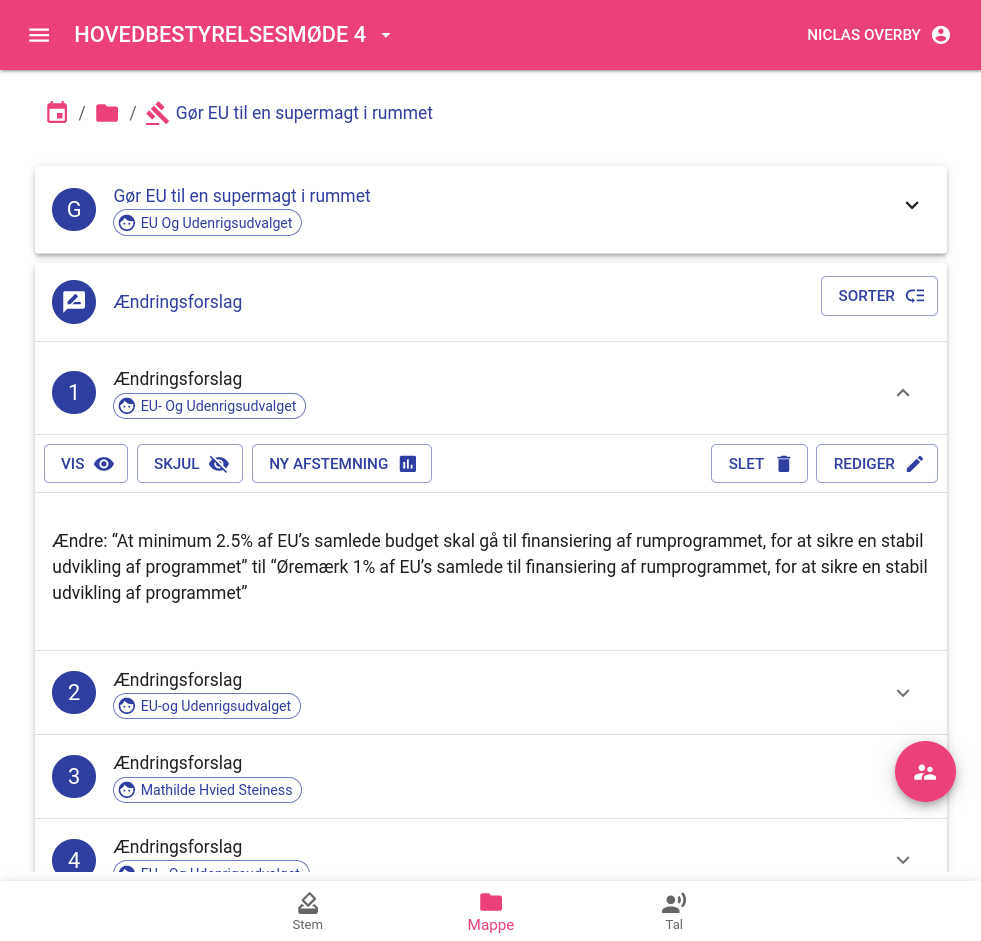 HOVEDBESTYRELSESMØDE 4
NICLAS OVERBY
/ / Gør EU til en supermagt i rummet
G
Gør EU til en supermagt i rummet
EU Og Udenrigsudvalget
Ændringsforslag
SORTER
1
Ændringsforslag
EU- Og Udenrigsudvalget
VIS SKJUL NY AFSTEMNING SLET REDIGER
Ændre: “At minimum 2.5% af EU’s samlede budget skal gå til finansiering af rumprogrammet, for at sikre en stabil
udvikling af programmet” til “Øremærk 1% af EU’s samlede til finansiering af rumprogrammet, for at sikre en stabil
udvikling af programmet”
2
Ændringsforslag
EU-og Udenrigsudvalget
3
Ændringsforslag
Mathilde Hvied Steiness
4
Ændringsforslag
EU- Og Udenrigsudvalget
Stem Mappe Tal